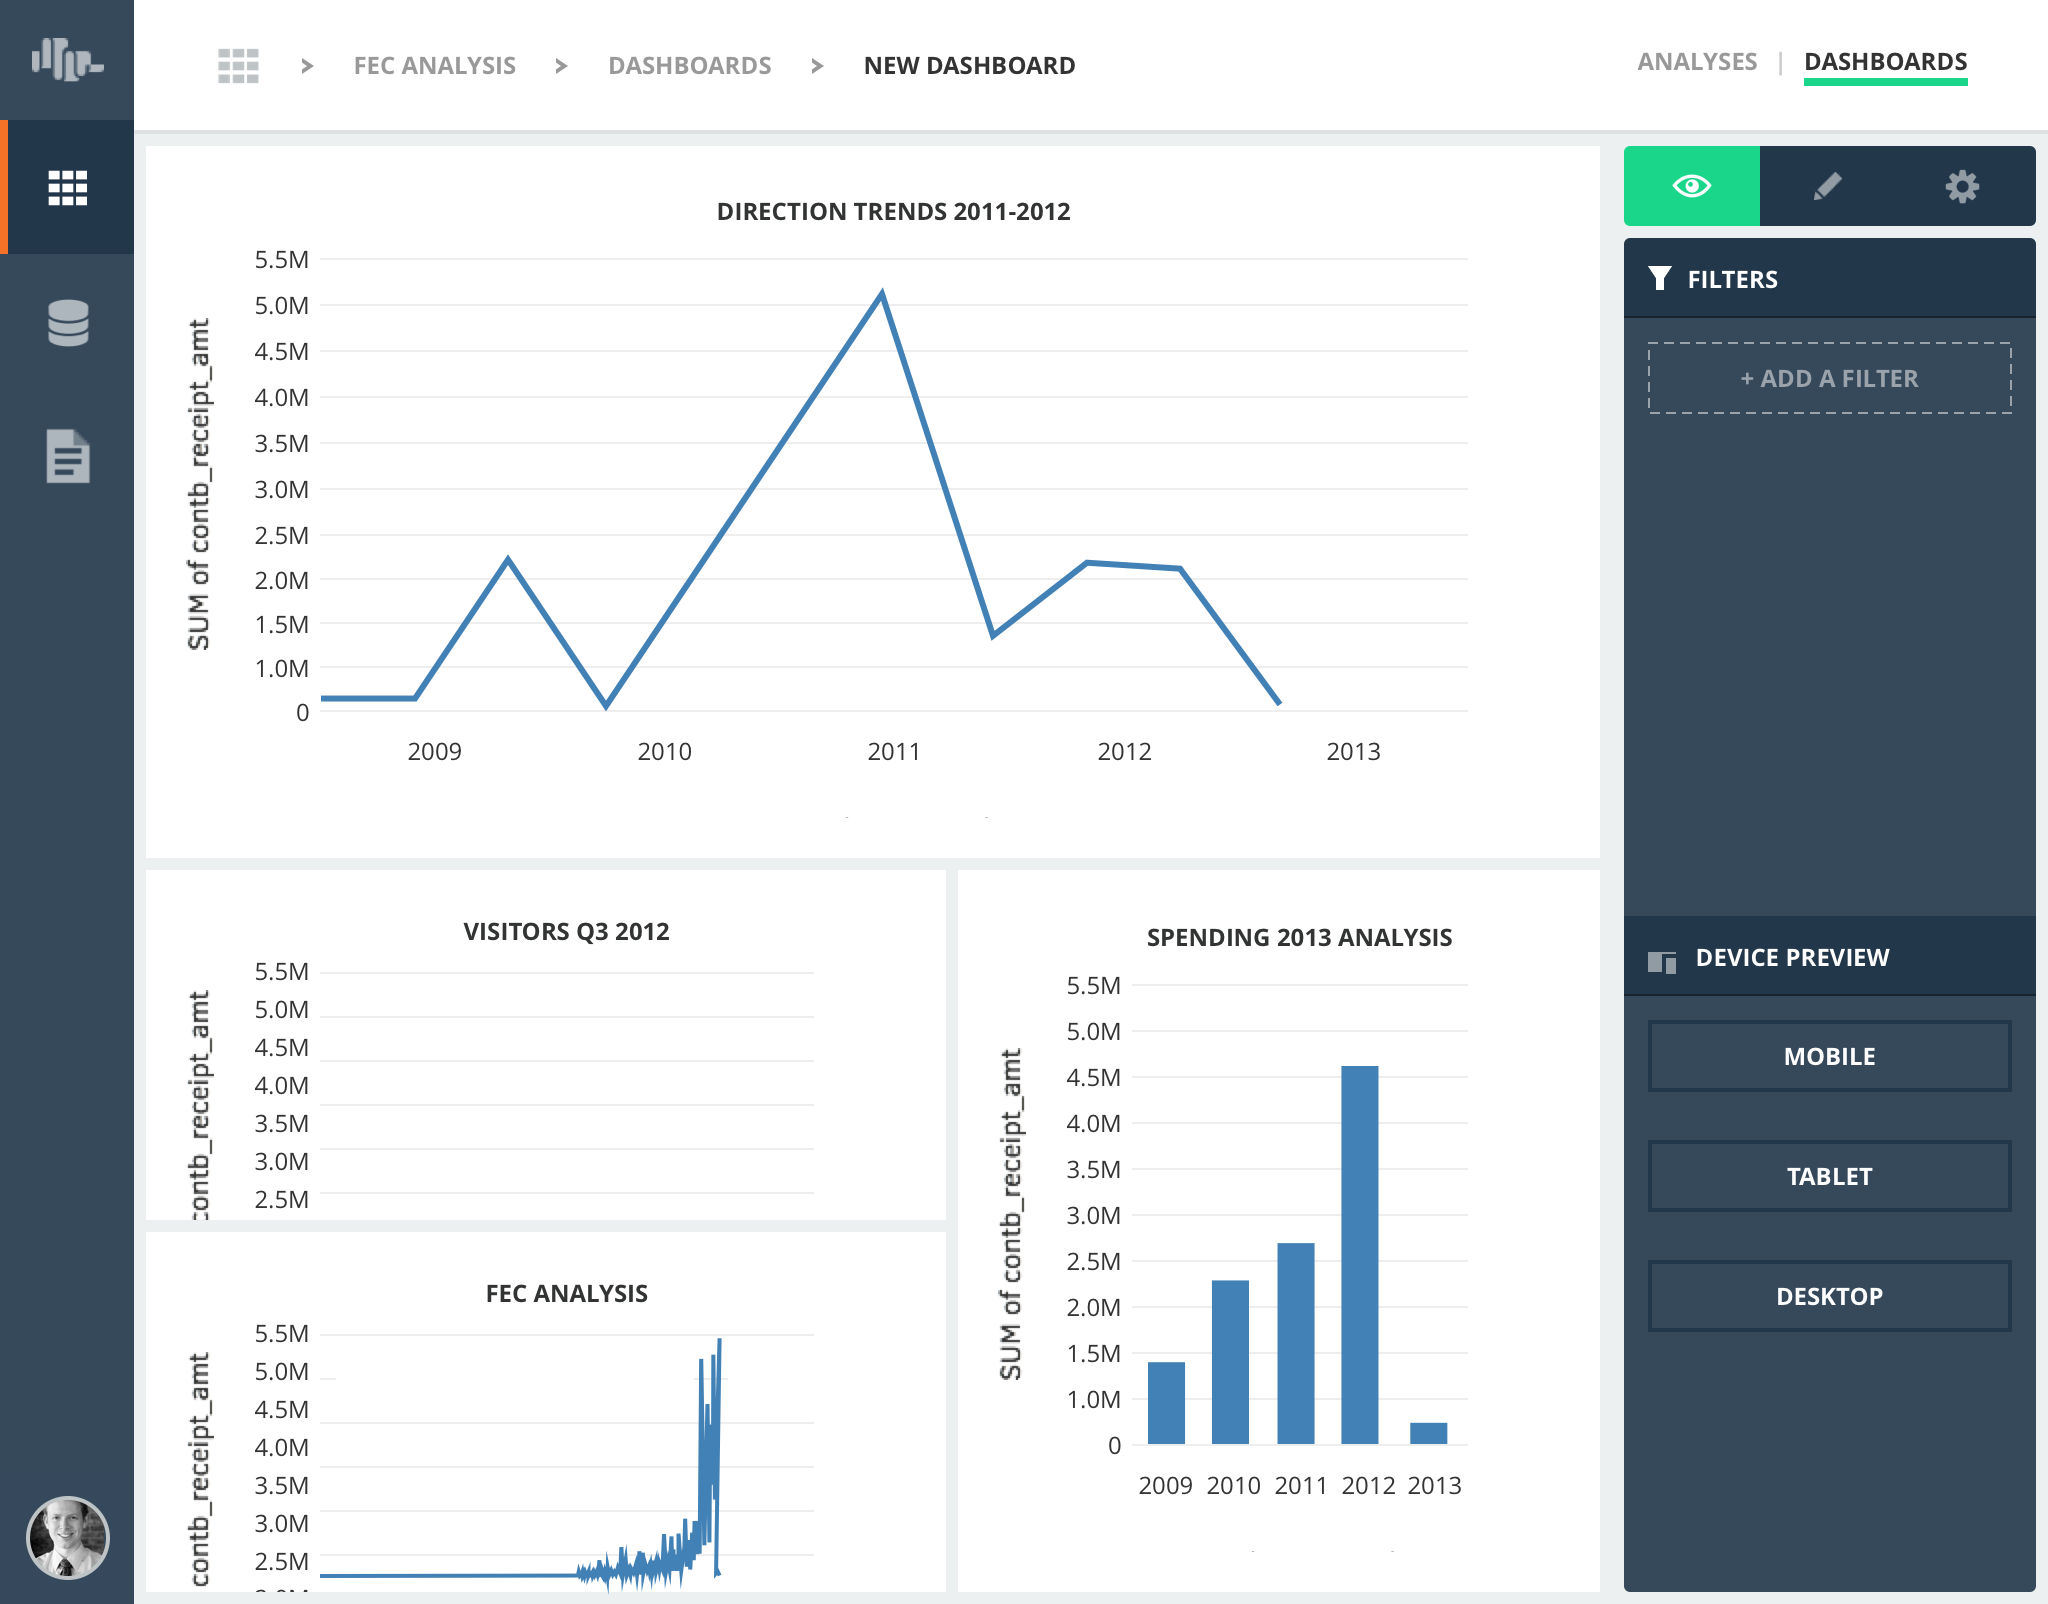 > FEC ANALYSIS > DASHBOARDS > NEW DASHBOARD
ANALYSES | DASHBOARDS
DIRECTION TRENDS 2011-2012
SUM of contb_receipt_amt
5.5M
5.0M
4.5M
4.0M
3.5M
3.0M
2.5M
2.0M
1.5M
1.0M
0
2009 2010 2011 2012 2013
VISITORS Q3 2012
contb_receipt_amt
5.5M
5.0M
4.5M
4.0M
3.5M
3.0M
2.5M
FEC ANALYSIS
contb_receipt_amt
5.5M
5.0M
4.5M
4.0M
3.5M
3.0M
2.5M
SPENDING 2013 ANALYSIS
SUM of contb_receipt_amt
5.5M
5.0M
4.5M
4.0M
3.5M
3.0M
2.5M
2.0M
1.5M
1.0M
0
2009 2010 2011 2012 2013
FILTERS
+ ADD A FILTER
DEVICE PREVIEW
MOBILE
TABLET
DESKTOP